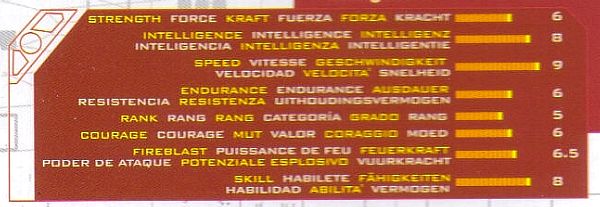 STRENGTH FORCE KRAFT FUERZA FORZA KRACHT 6
INTELLIGENCE INTELLIGENCE INTELLIGENZ
INTELIGENCIA INTELIGENZA INTELLIGENTIE 8
SPEED VITESSE GESCHWINDIGKEIT
VELOCIDAD VELOCITA' SNELHEID 9
ENDURANCE ENDURANCE AUSDAUER
RESISTENCIA RESISTENZA UITHOUDINGSVERMOGEN 6
RANK RANG RANG CATEGORÍA GRADO RANG 5
COURAGE COURAGE MUT VALOR CORAGGIO MOED 6
FIREBLAST PUISSANCE DE FEU FEUERKRAFT
PODER DE ATAQUE POTENZIALE ESPLOSIVO VUURKRACHT 6.5
SKILL HABILETE FÄHIGKEITEN
HABILIDAD ABILITA' VERMOGEN 8